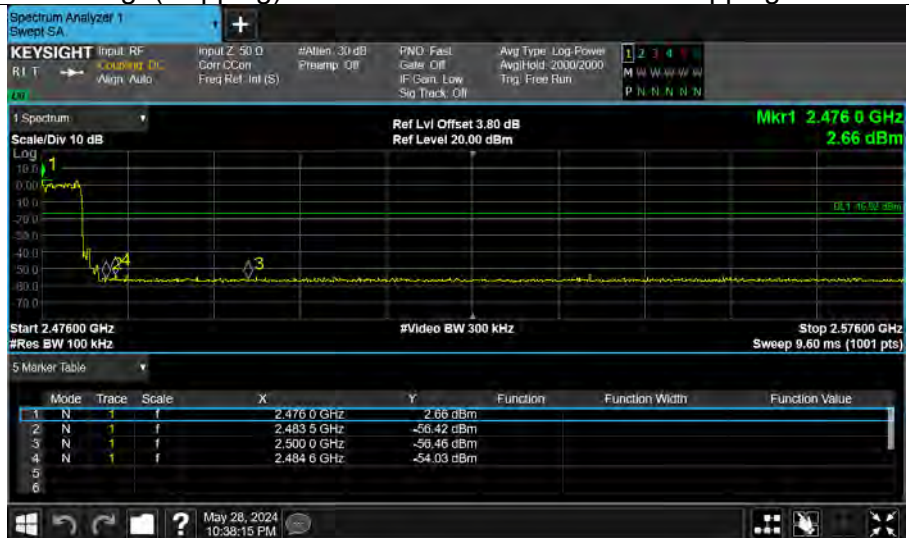 Spectrum Analyzer 1
Swept SA
+
KEYSIGHT Input: RF Input Z: 50 Ω #Atten: 30 dB PNO: Fast Avg Type: Log-Power 1 2 3 4 5 6
RLT Coupling: DC Corr CCorr Preamp: Off Gate: Off Avg|Hold: 2000/2000 M W W W W W
Align: Auto Freq Ref: Int (S) IF Gain: Low Trig: Free Run
Sig Track: Off P N N N N N
1 Spectrum Ref Lvl Offset 3.80 dB Mkr1 2.476 0 GHz
Scale/Div 10 dB Ref Level 20.00 dBm 2.66 dBm
Log
10.0 1
0.00
-10.0
DL1 -16.92 dBm
-20.0
-30.0
-40.0
24 3
-50.0
-60.0
-70.0
Start 2.47600 GHz #Video BW 300 kHz Stop 2.57600 GHz
#Res BW 100 kHz Sweep 9.60 ms (1001 pts)
5 Marker Table
Mode Trace Scale X Y Function Function Width Function Value
1 N 1 f 2.476 0 GHz 2.66 dBm
2 N 1 f 2.483 5 GHz -56.42 dBm
3 N 1 f 2.500 0 GHz -56.46 dBm
4 N 1 f 2.484 6 GHz -54.03 dBm
5
6
? May 28, 2024
10:38:15 PM